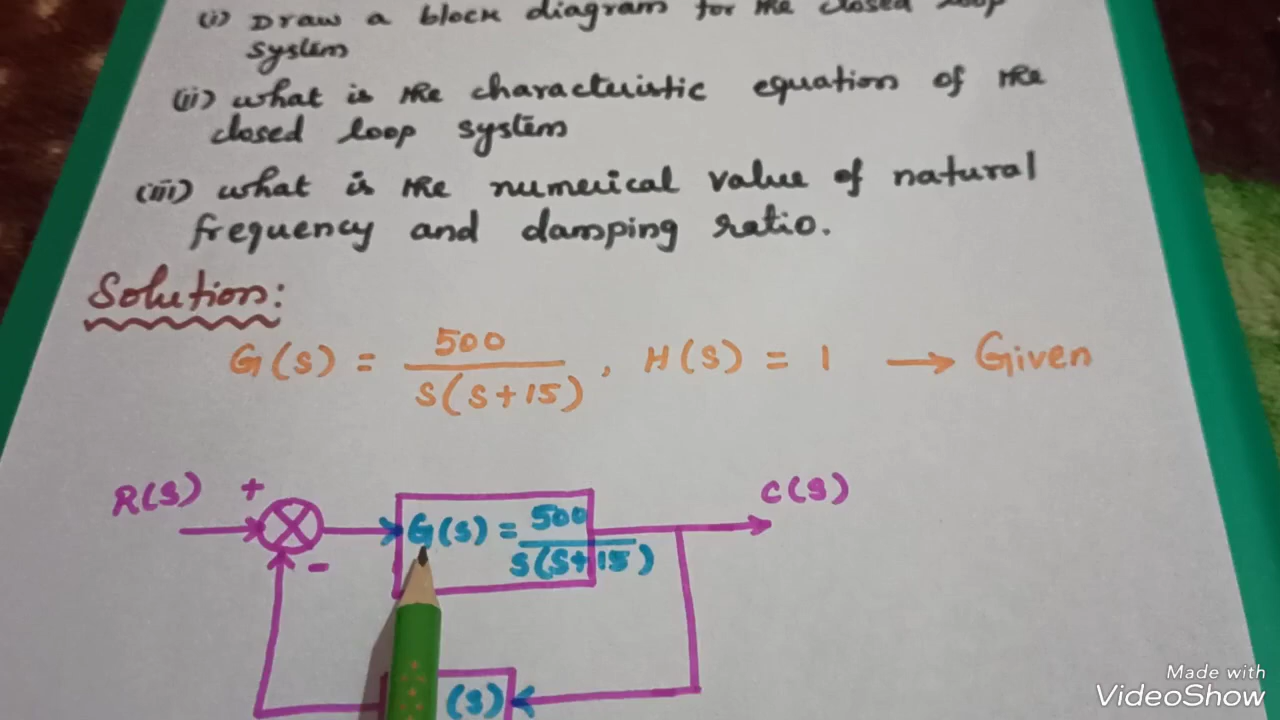 (i) Draw a block diagram for the closed loop
system
(ii) what is the characteristic equation of the
closed loop system
(iii) what is the numerical value of natural
frequency and damping ratio.
Solution:
G(s) = 500 / s(s+15) , H(s) = 1 → Given
R(s) + C(s)
G(s) = 500 / s(s+15)
-
(s)
Made with
VideoShow